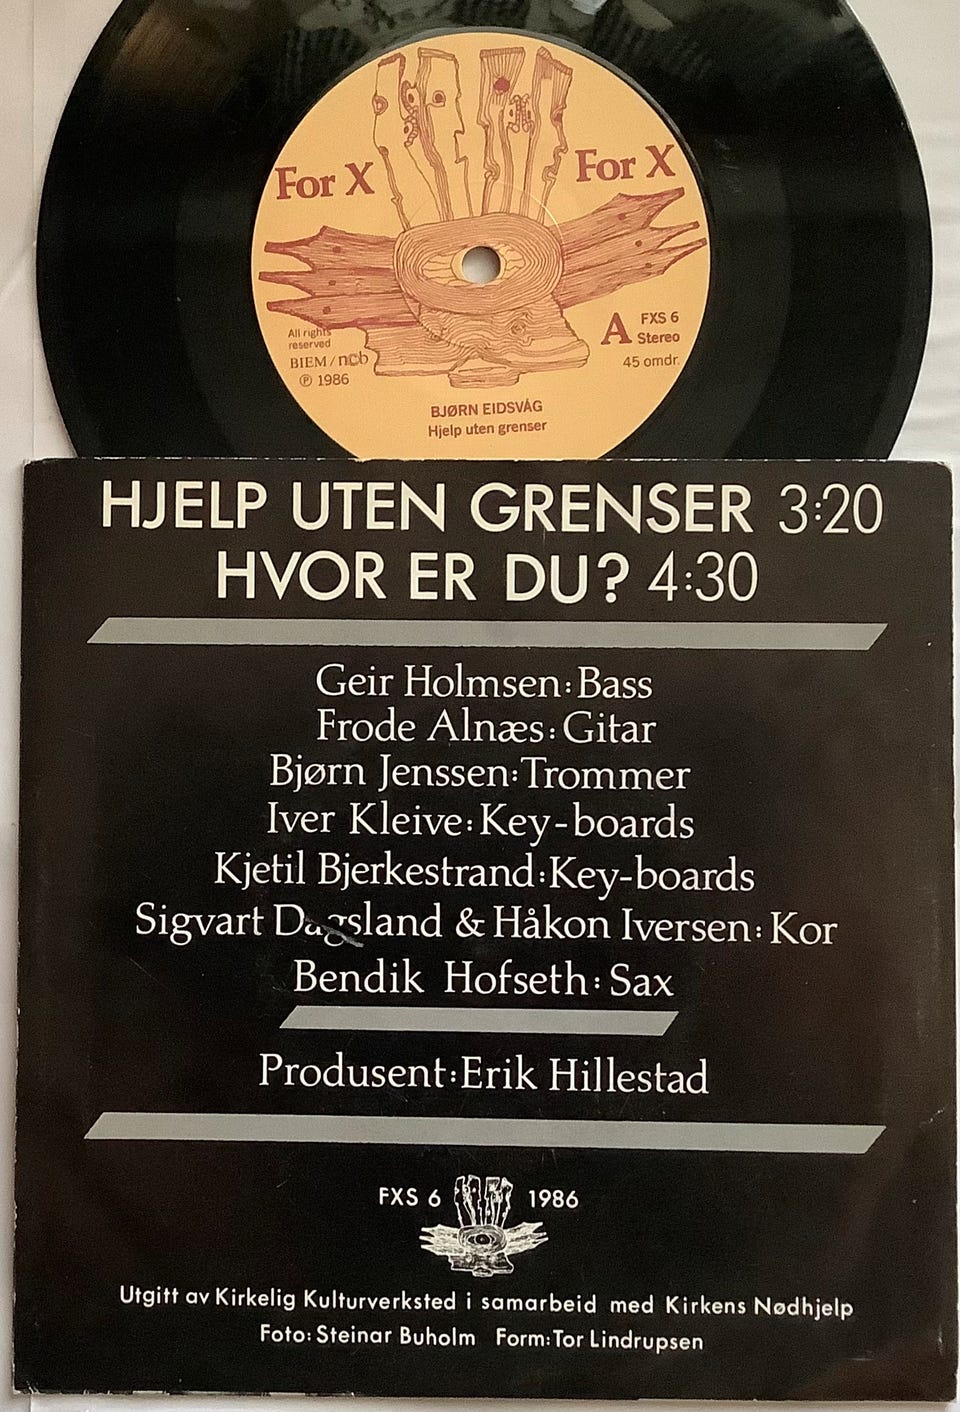 For X
For X
All rights
reserved
BIEM / ncb
℗ 1986
A
FXS 6
Stereo
45 omdr.
BJØRN EIDSVÅG
Hjelp uten grenser
HJELP UTEN GRENSER 3:20
HVOR ER DU? 4:30
Geir Holmsen: Bass
Frode Alnæs: Gitar
Bjørn Jenssen: Trommer
Iver Kleive: Key-boards
Kjetil Bjerkestrand: Key-boards
Sigvart Dagsland & Håkon Iversen: Kor
Bendik Hofseth: Sax
Produsent: Erik Hillestad
FXS 6 1986
Utgitt av Kirkelig Kulturverksted i samarbeid med Kirkens Nødhjelp
Foto: Steinar Buholm Form: Tor Lindrupsen